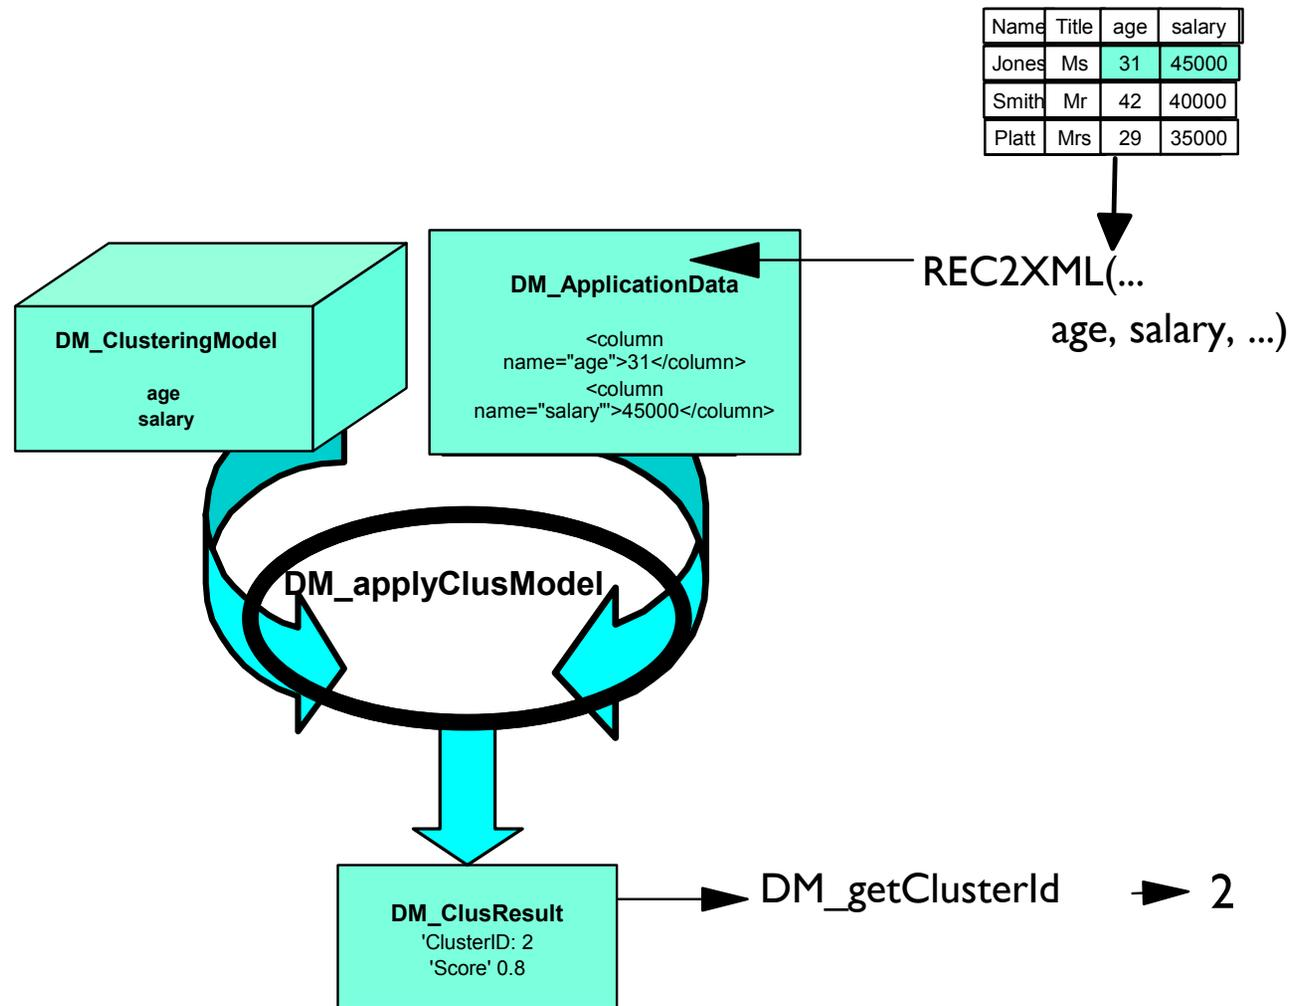 Name Title age salary
Jones Ms 31 45000
Smith Mr 42 40000
Platt Mrs 29 35000
REC2XML(...
age, salary, ...)
DM_ClusteringModel
age
salary
DM_ApplicationData
<column
name="age">31</column>
<column
name="salary"'>45000</column>
DM_applyClusModel
DM_ClusResult
'ClusterID: 2
'Score' 0.8
DM_getClusterId 2